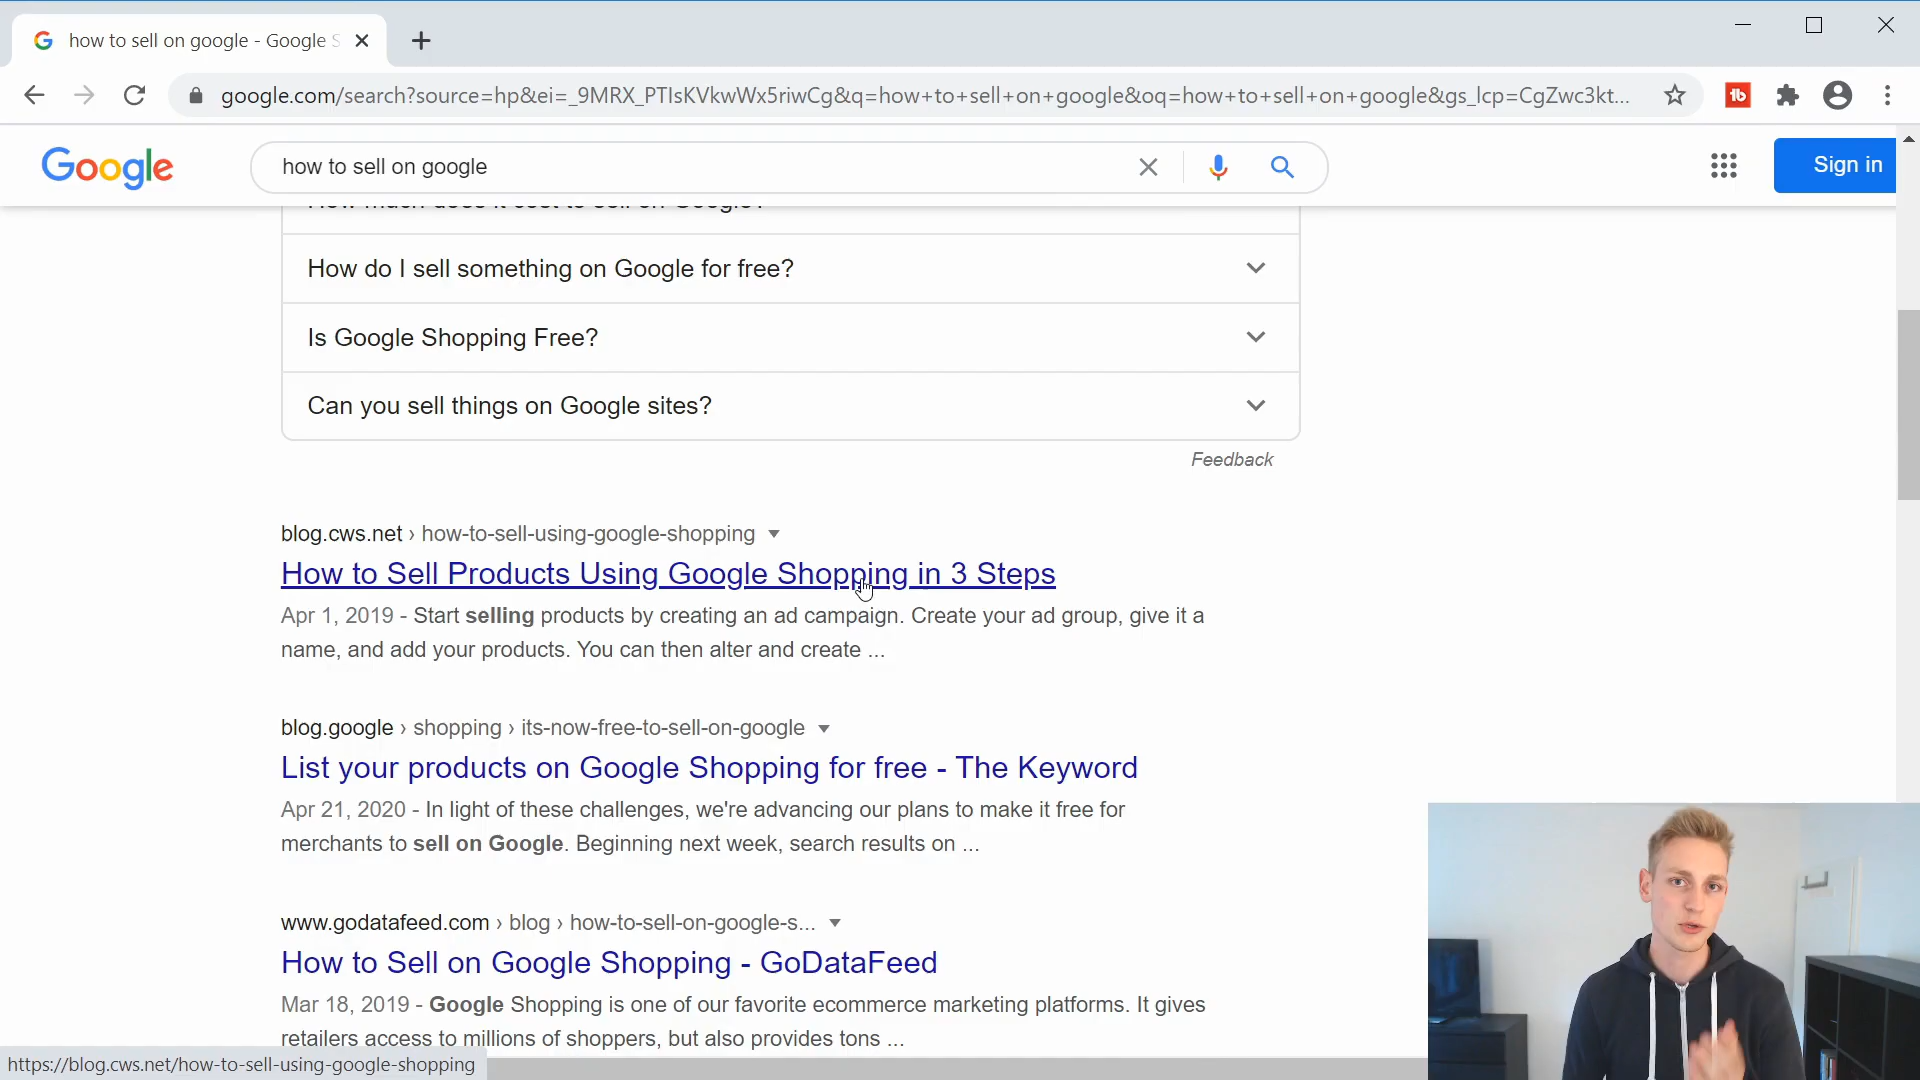 how to sell on google - Google S
google.com/search?source=hp&ei=_9MRX_PTIsKVkwWx5riwCg&q=how+to+sell+on+google&oq=how+to+sell+on+google&gs_lcp=CgZwc3kt...
Google
how to sell on google
Sign in
How much does it cost to sell on Google?
How do I sell something on Google for free?
Is Google Shopping Free?
Can you sell things on Google sites?
Feedback
blog.cws.net › how-to-sell-using-google-shopping
How to Sell Products Using Google Shopping in 3 Steps
Apr 1, 2019 - Start selling products by creating an ad campaign. Create your ad group, give it a
name, and add your products. You can then alter and create ...
blog.google › shopping › its-now-free-to-sell-on-google
List your products on Google Shopping for free - The Keyword
Apr 21, 2020 - In light of these challenges, we're advancing our plans to make it free for
merchants to sell on Google. Beginning next week, search results on ...
www.godatafeed.com › blog › how-to-sell-on-google-s...
How to Sell on Google Shopping - GoDataFeed
Mar 18, 2019 - Google Shopping is one of our favorite ecommerce marketing platforms. It gives
retailers access to millions of shoppers, but also provides tons ...
https://blog.cws.net/how-to-sell-using-google-shopping